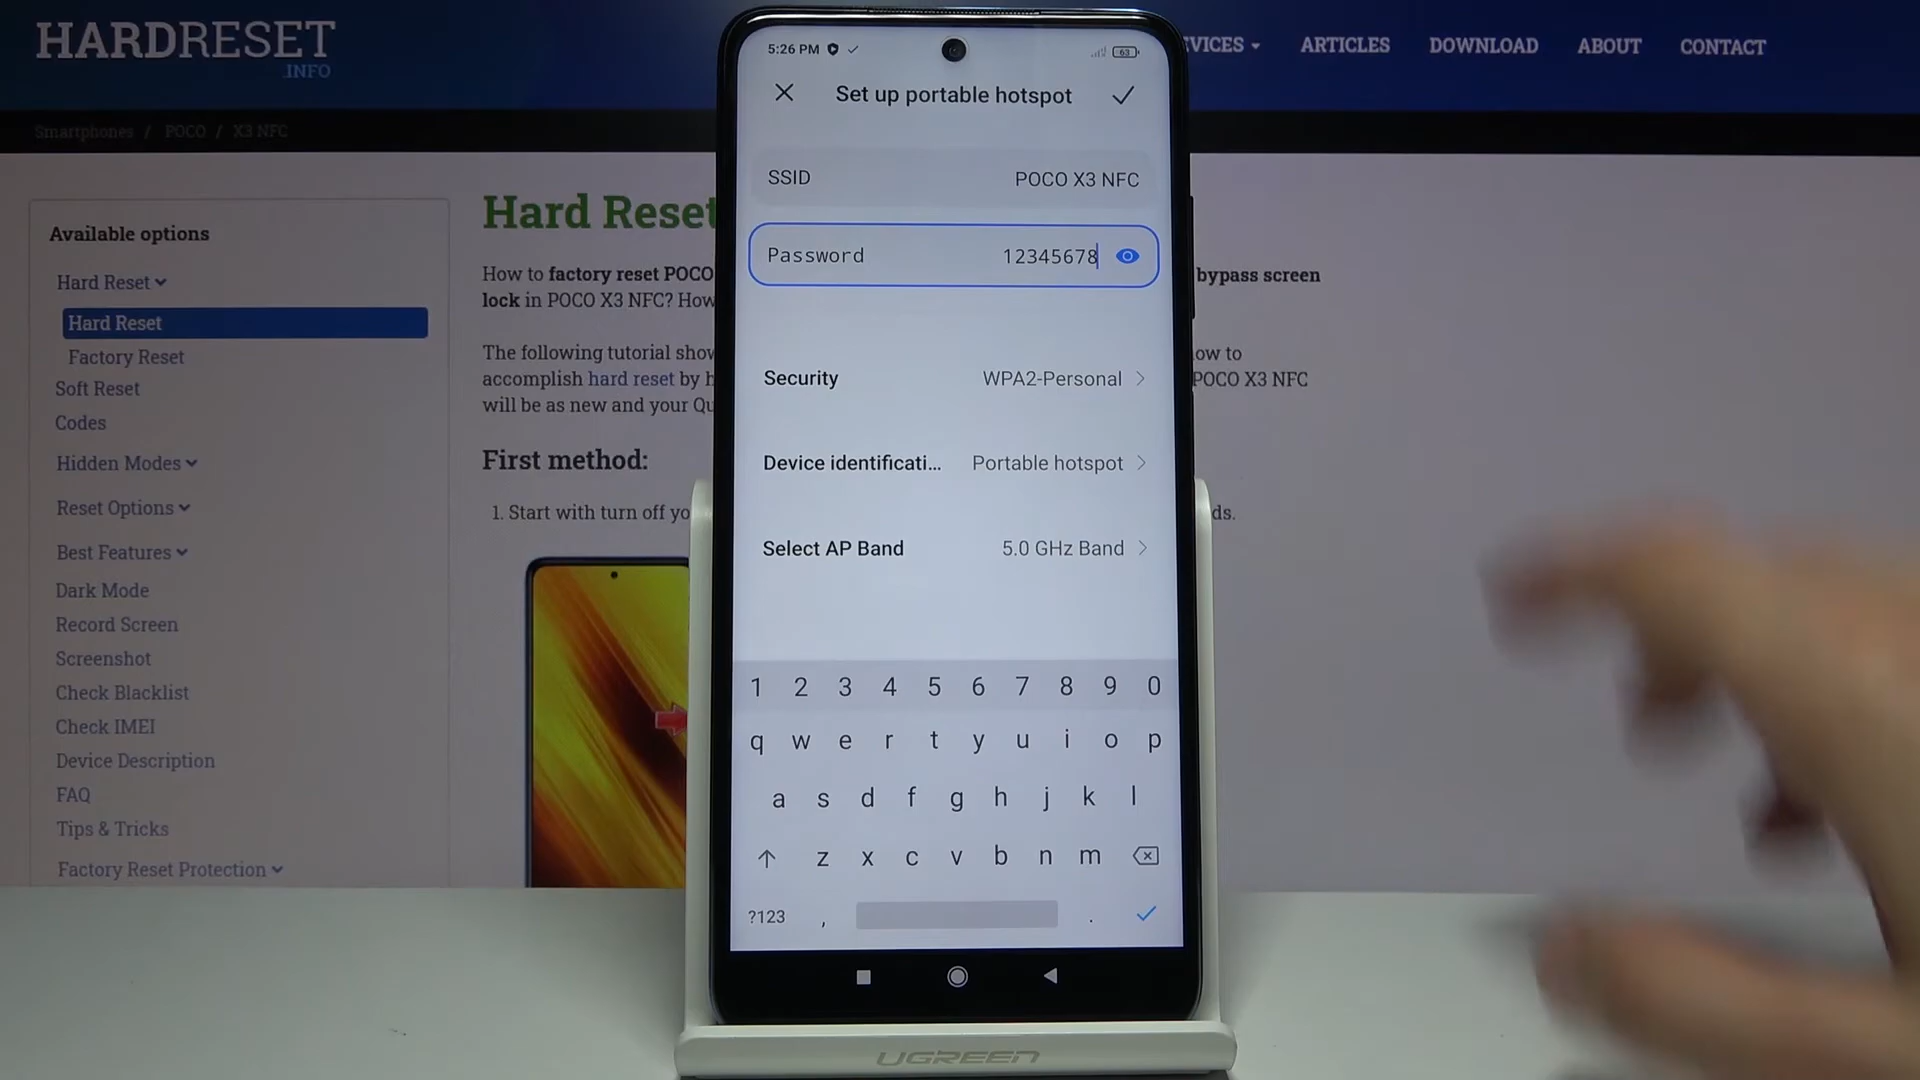 HARDRESET
.INFO
VICES
ARTICLES
DOWNLOAD
ABOUT
CONTACT
Smartphones / POCO / X3 NFC
Available options
Hard Reset
Hard Reset
Factory Reset
Soft Reset
Codes
Hidden Modes
Reset Options
Best Features
Dark Mode
Record Screen
Screenshot
Check Blacklist
Check IMEI
Device Description
FAQ
Tips & Tricks
Factory Reset Protection
Hard Reset
How to factory reset POCO bypass screen
lock in POCO X3 NFC? How
The following tutorial show ow to
accomplish hard reset by h POCO X3 NFC
will be as new and your Qu
First method:
1. Start with turn off yo ds.
5:26 PM
63
Set up portable hotspot
SSID POCO X3 NFC
Password 12345678
Security WPA2-Personal
Device identificati... Portable hotspot
Select AP Band 5.0 GHz Band
1 2 3 4 5 6 7 8 9 0
q w e r t y u i o p
a s d f g h j k l
z x c v b n m
?123 , .
UGREEN